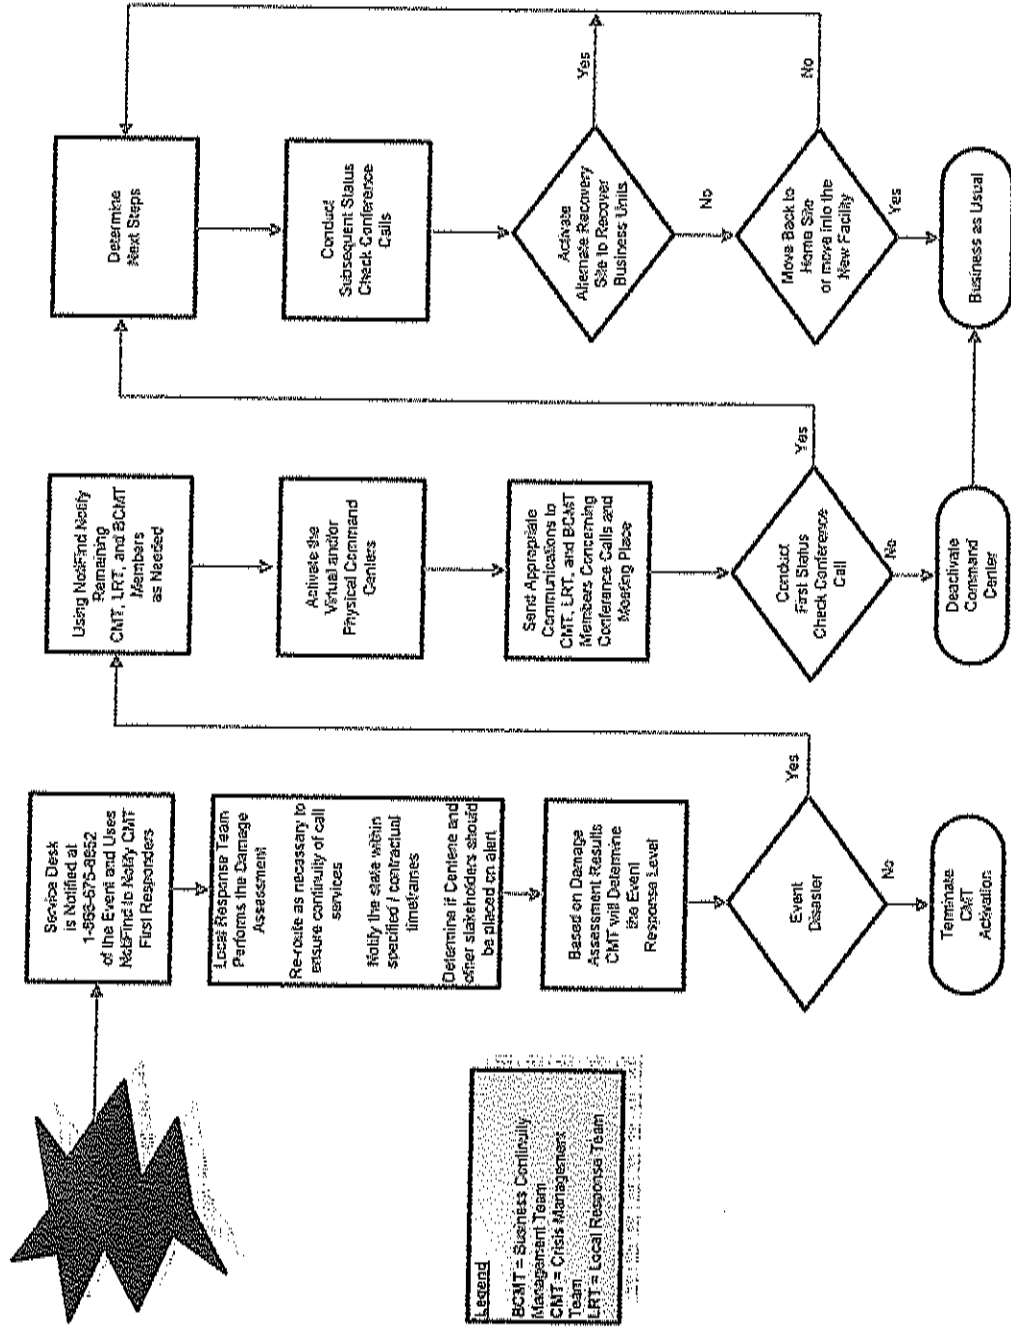 Service Desk
is Notified at
of the Event and Uses
NotiFind to Notify CMT
First Responders
Local Response Team
Performs the Damage
Assessment
Re-route as necessary to
ensure continuity of call
services
Notify the state within
specified / contractual
timeframes
Determine if Centene and
other stakeholders should
be placed on alert
Based on Damage
Assessment Results
CMT will Determine
the Event
Response Level
Event
Disaster
Yes
No
Terminate
CMT
Activation
Using NotiFind Notify
Remaining
CMT, LRT, and BCMT
Members
as Needed
Activate the
Virtual and/or
Physical Command
Centers
Send Appropriate
Communications to
CMT, LRT, and BCMT
Members Concerning
Conference Calls and
Meeting Place
Conduct
First Status
Check Conference
Call
Yes
No
Deactivate
Command
Center
Determine
Next Steps
Conduct
Subsequent Status
Check Conference
Calls
Activate
Alternate Recovery
Site to Recover
Business Units
Yes
No
Move Back to
Home Site
or move into the
New Facility
No
Yes
Business as Usual
Legend
BCMT = Business Continuity
Management Team
CMT = Crisis Management
Team
LRT = Local Response Team